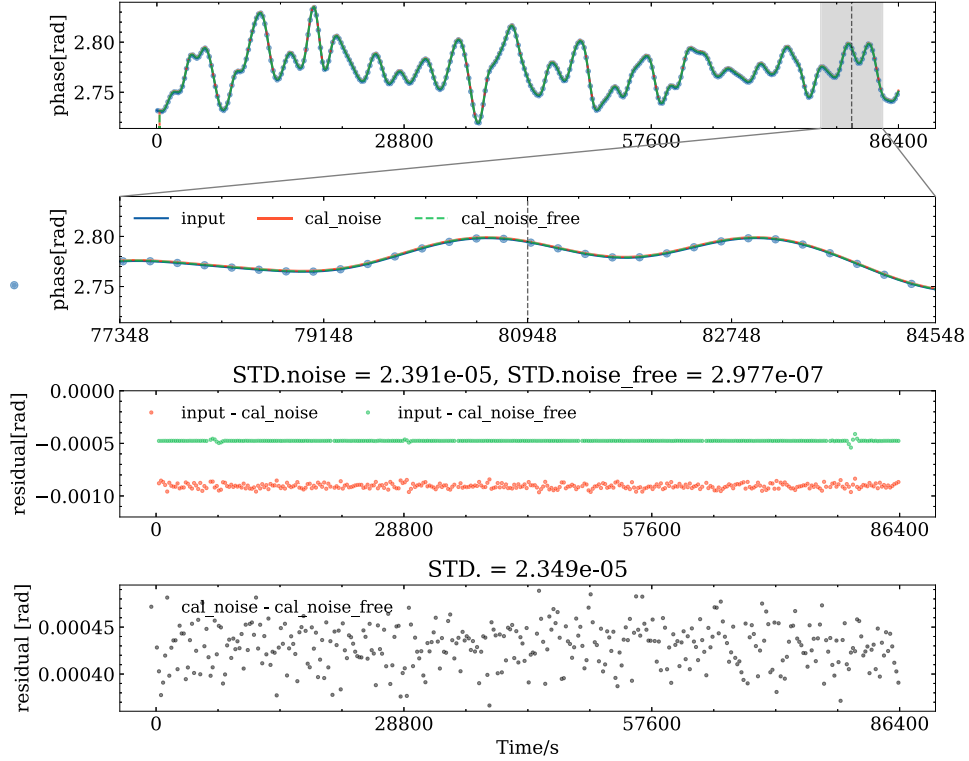 phase[rad]
2.80
2.75
0 28800 57600 86400
input cal_noise cal_noise_free
phase[rad]
2.80
2.75
77348 79148 80948 82748 84548
STD.noise = 2.391e-05, STD.noise_free = 2.977e-07
input - cal_noise input - cal_noise_free
residual[rad]
0.0000
−0.0005
−0.0010
0 28800 57600 86400
STD. = 2.349e-05
cal_noise - cal_noise_free
residual [rad]
0.00045
0.00040
0 28800 57600 86400
Time/s